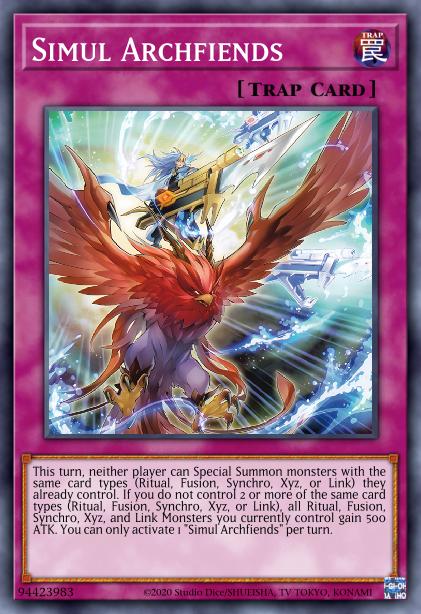 SIMUL ARCHFIENDS
TRAP
罠
[TRAP CARD]
This turn, neither player can Special Summon monsters with the
same card types (Ritual, Fusion, Synchro, Xyz, or Link) they
already control. If you do not control 2 or more of the same card
types (Ritual, Fusion, Synchro, Xyz, or Link), all Ritual, Fusion,
Synchro, Xyz, and Link Monsters you currently control gain 500
ATK. You can only activate 1 "Simul Archfiends" per turn.
94423983
©2020 Studio Dice/SHUEISHA, TV TOKYO, KONAMI